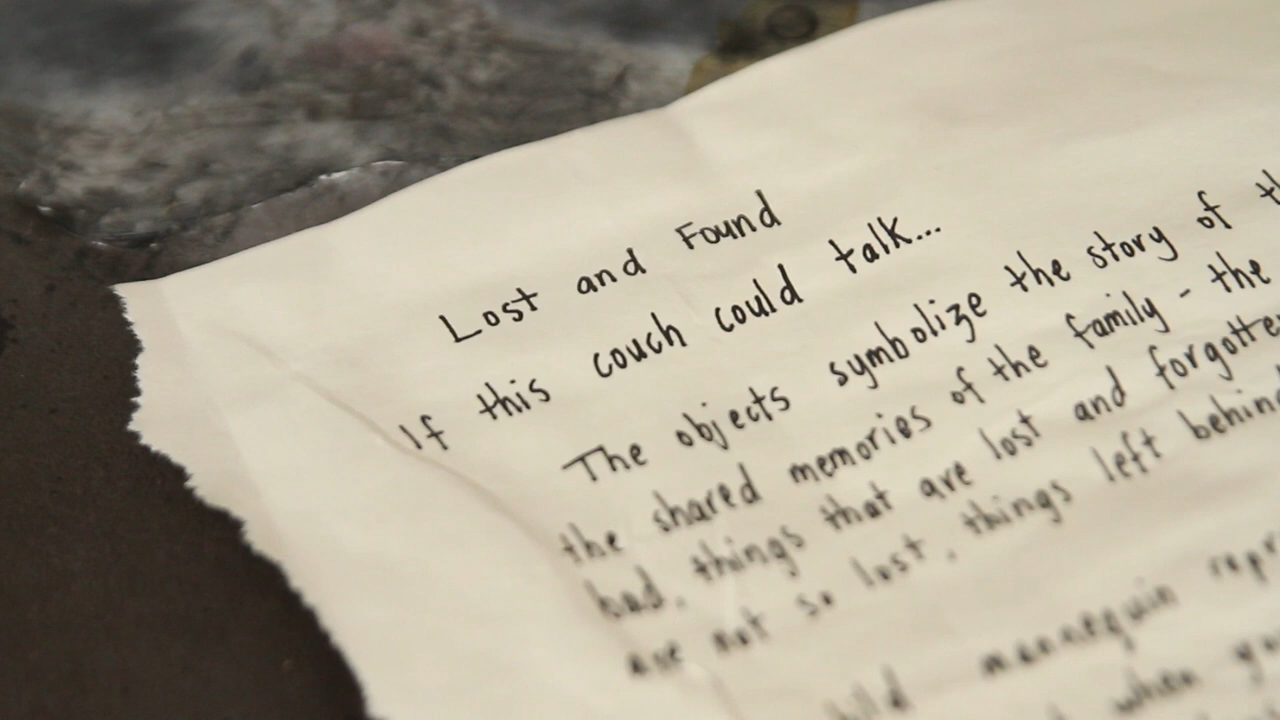 Lost and Found
If this couch could talk...
The objects symbolize the story of
the shared memories of the family - the
bad. things that are lost and forgotten
are not so lost, things left behind
mannequin
when